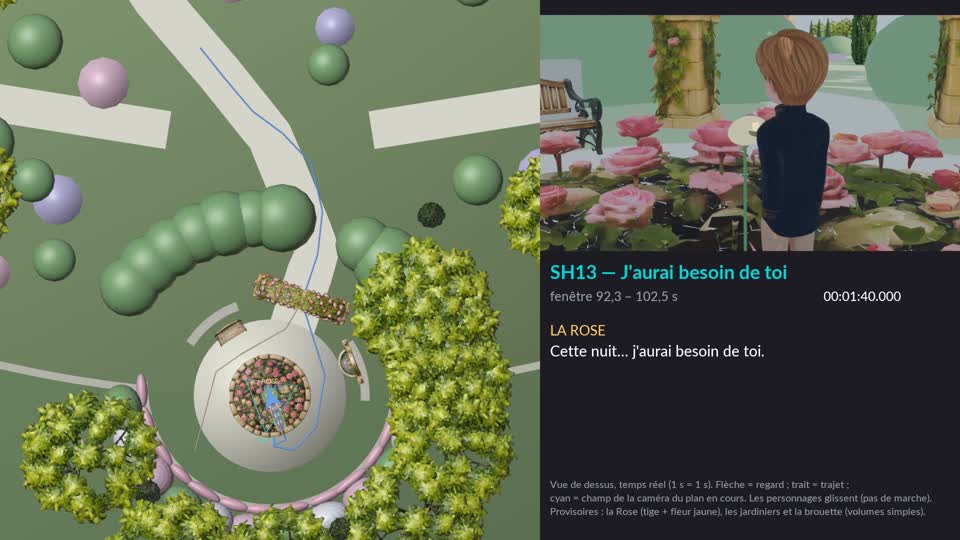 SH13 — J'aurai besoin de toi
fenêtre 92,3 – 102,5 s
00:01:40.000
LA ROSE
Cette nuit... j'aurai besoin de toi.
Vue de dessus, temps réel (1 s = 1 s). Flèche = regard ; trait = trajet ;
cyan = champ de la caméra du plan en cours. Les personnages glissent (pas de marche).
Provisoires : la Rose (tige + fleur jaune), les jardiniers et la brouette (volumes simples).